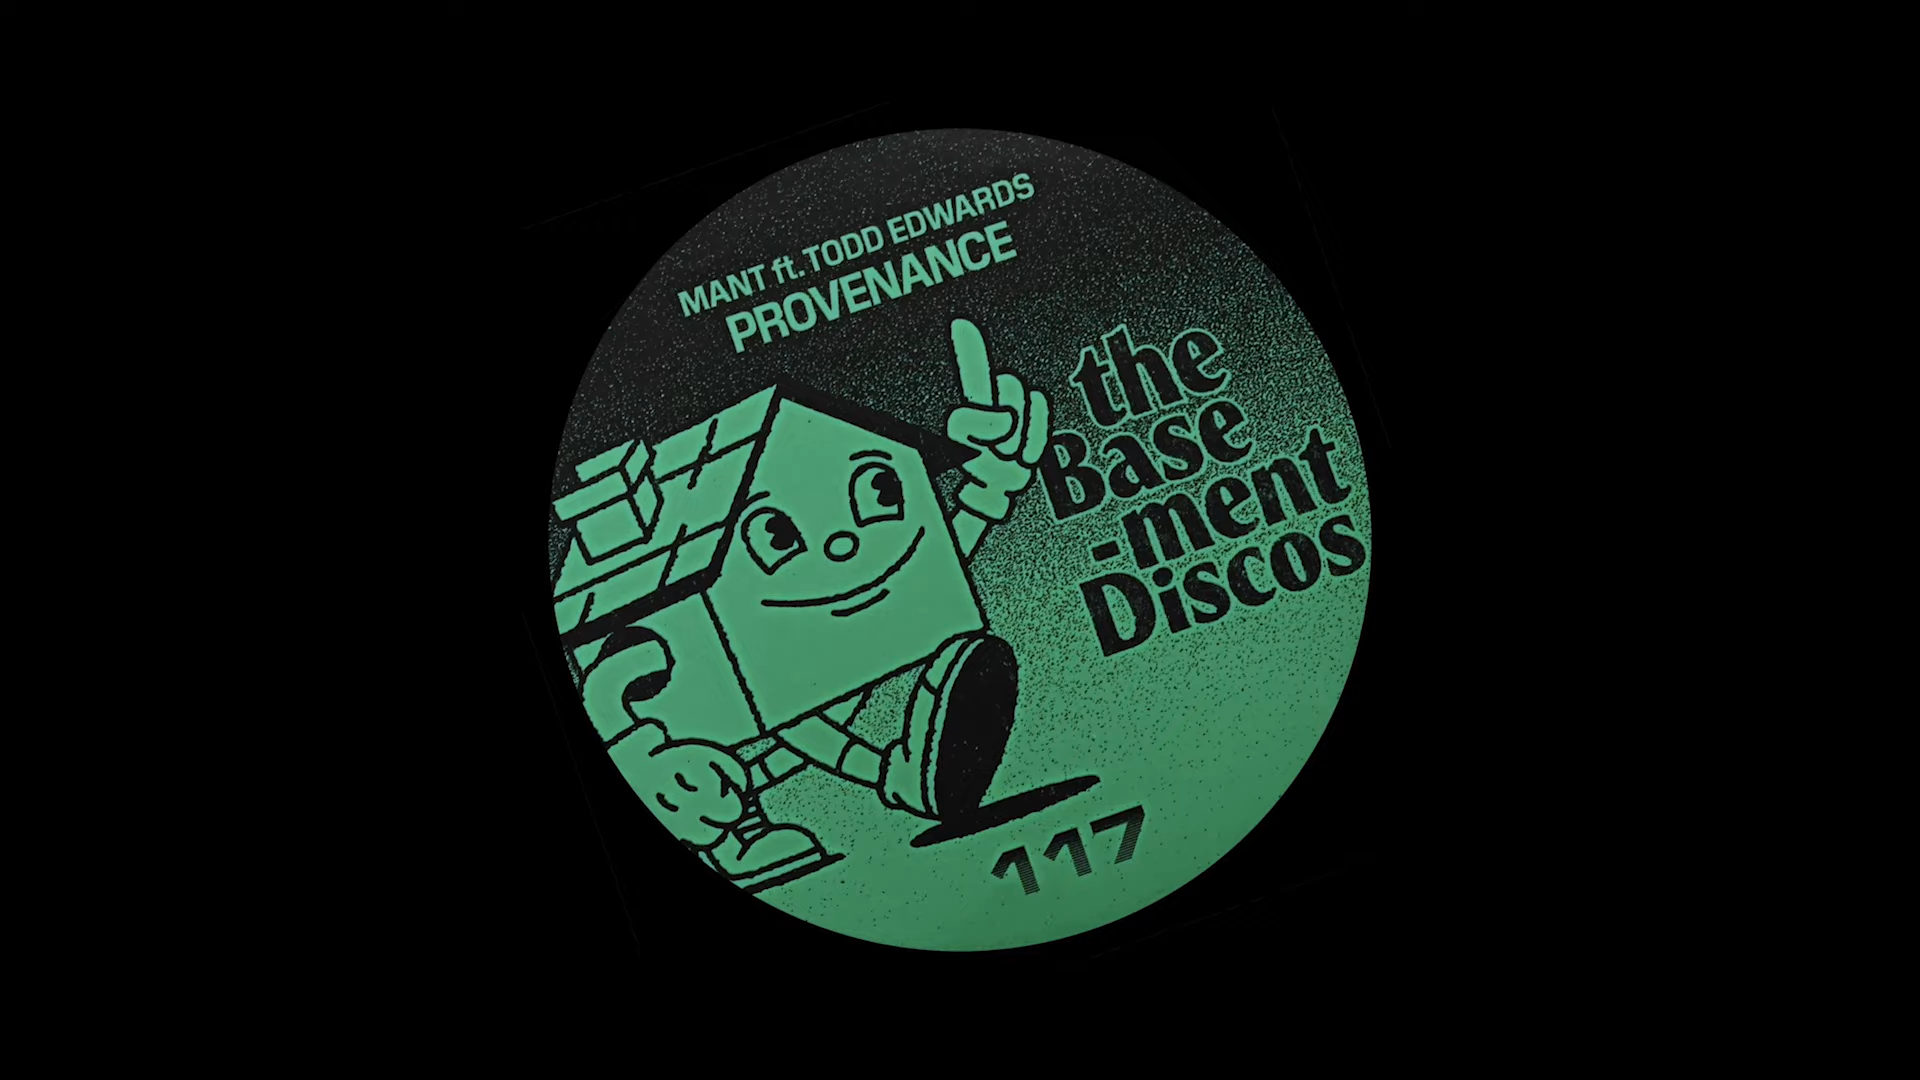 MANT ft. TODD EDWARDS
PROVENANCE
the
Base
-ment
Discos
117